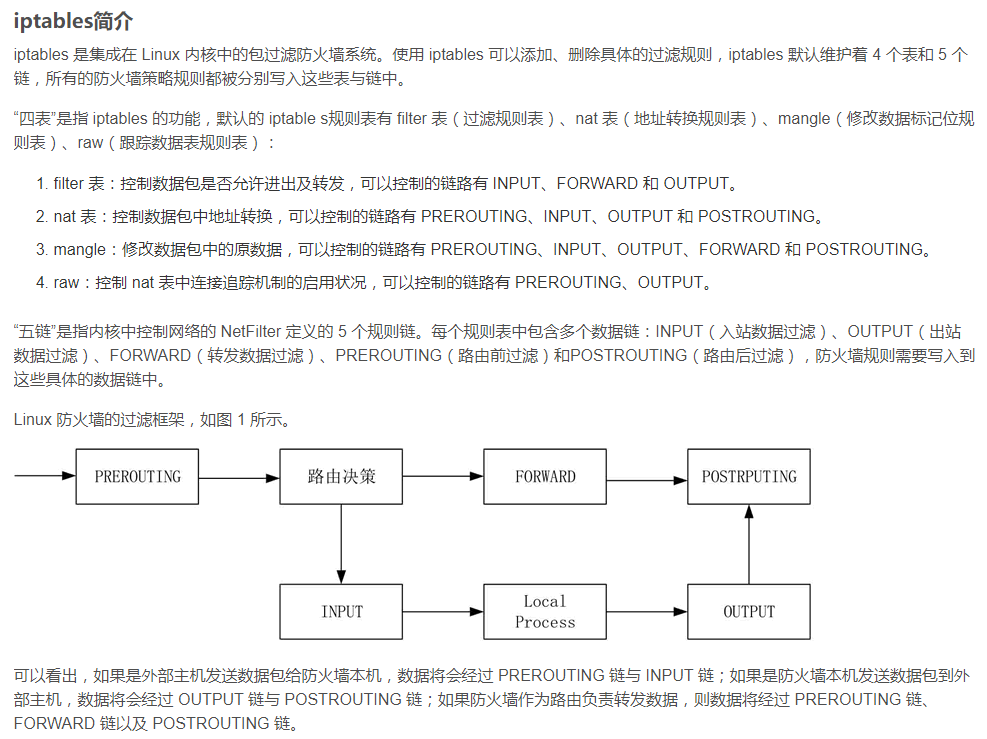 iptables简介
iptables 是集成在 Linux 内核中的包过滤防火墙系统。使用 iptables 可以添加、删除具体的过滤规则，iptables 默认维护着 4 个表和 5 个
链，所有的防火墙策略规则都被分别写入这些表与链中。
“四表”是指 iptables 的功能，默认的 iptable s规则表有 filter 表（过滤规则表）、nat 表（地址转换规则表）、mangle（修改数据标记位规
则表）、raw（跟踪数据表规则表）：
1. filter 表：控制数据包是否允许进出及转发，可以控制的链路有 INPUT、FORWARD 和 OUTPUT。
2. nat 表：控制数据包中地址转换，可以控制的链路有 PREROUTING、INPUT、OUTPUT 和 POSTROUTING。
3. mangle：修改数据包中的原数据，可以控制的链路有 PREROUTING、INPUT、OUTPUT、FORWARD 和 POSTROUTING。
4. raw：控制 nat 表中连接追踪机制的启用状况，可以控制的链路有 PREROUTING、OUTPUT。
“五链”是指内核中控制网络的 NetFilter 定义的 5 个规则链。每个规则表中包含多个数据链：INPUT（入站数据过滤）、OUTPUT（出站
数据过滤）、FORWARD（转发数据过滤）、PREROUTING（路由前过滤）和POSTROUTING（路由后过滤），防火墙规则需要写入到
这些具体的数据链中。
Linux 防火墙的过滤框架，如图 1 所示。
PREROUTING
路由决策
FORWARD
POSTRPUTING
INPUT
Local
Process
OUTPUT
可以看出，如果是外部主机发送数据包给防火墙本机，数据将会经过 PREROUTING 链与 INPUT 链；如果是防火墙本机发送数据包到外
部主机，数据将会经过 OUTPUT 链与 POSTROUTING 链；如果防火墙作为路由负责转发数据，则数据将经过 PREROUTING 链、
FORWARD 链以及 POSTROUTING 链。